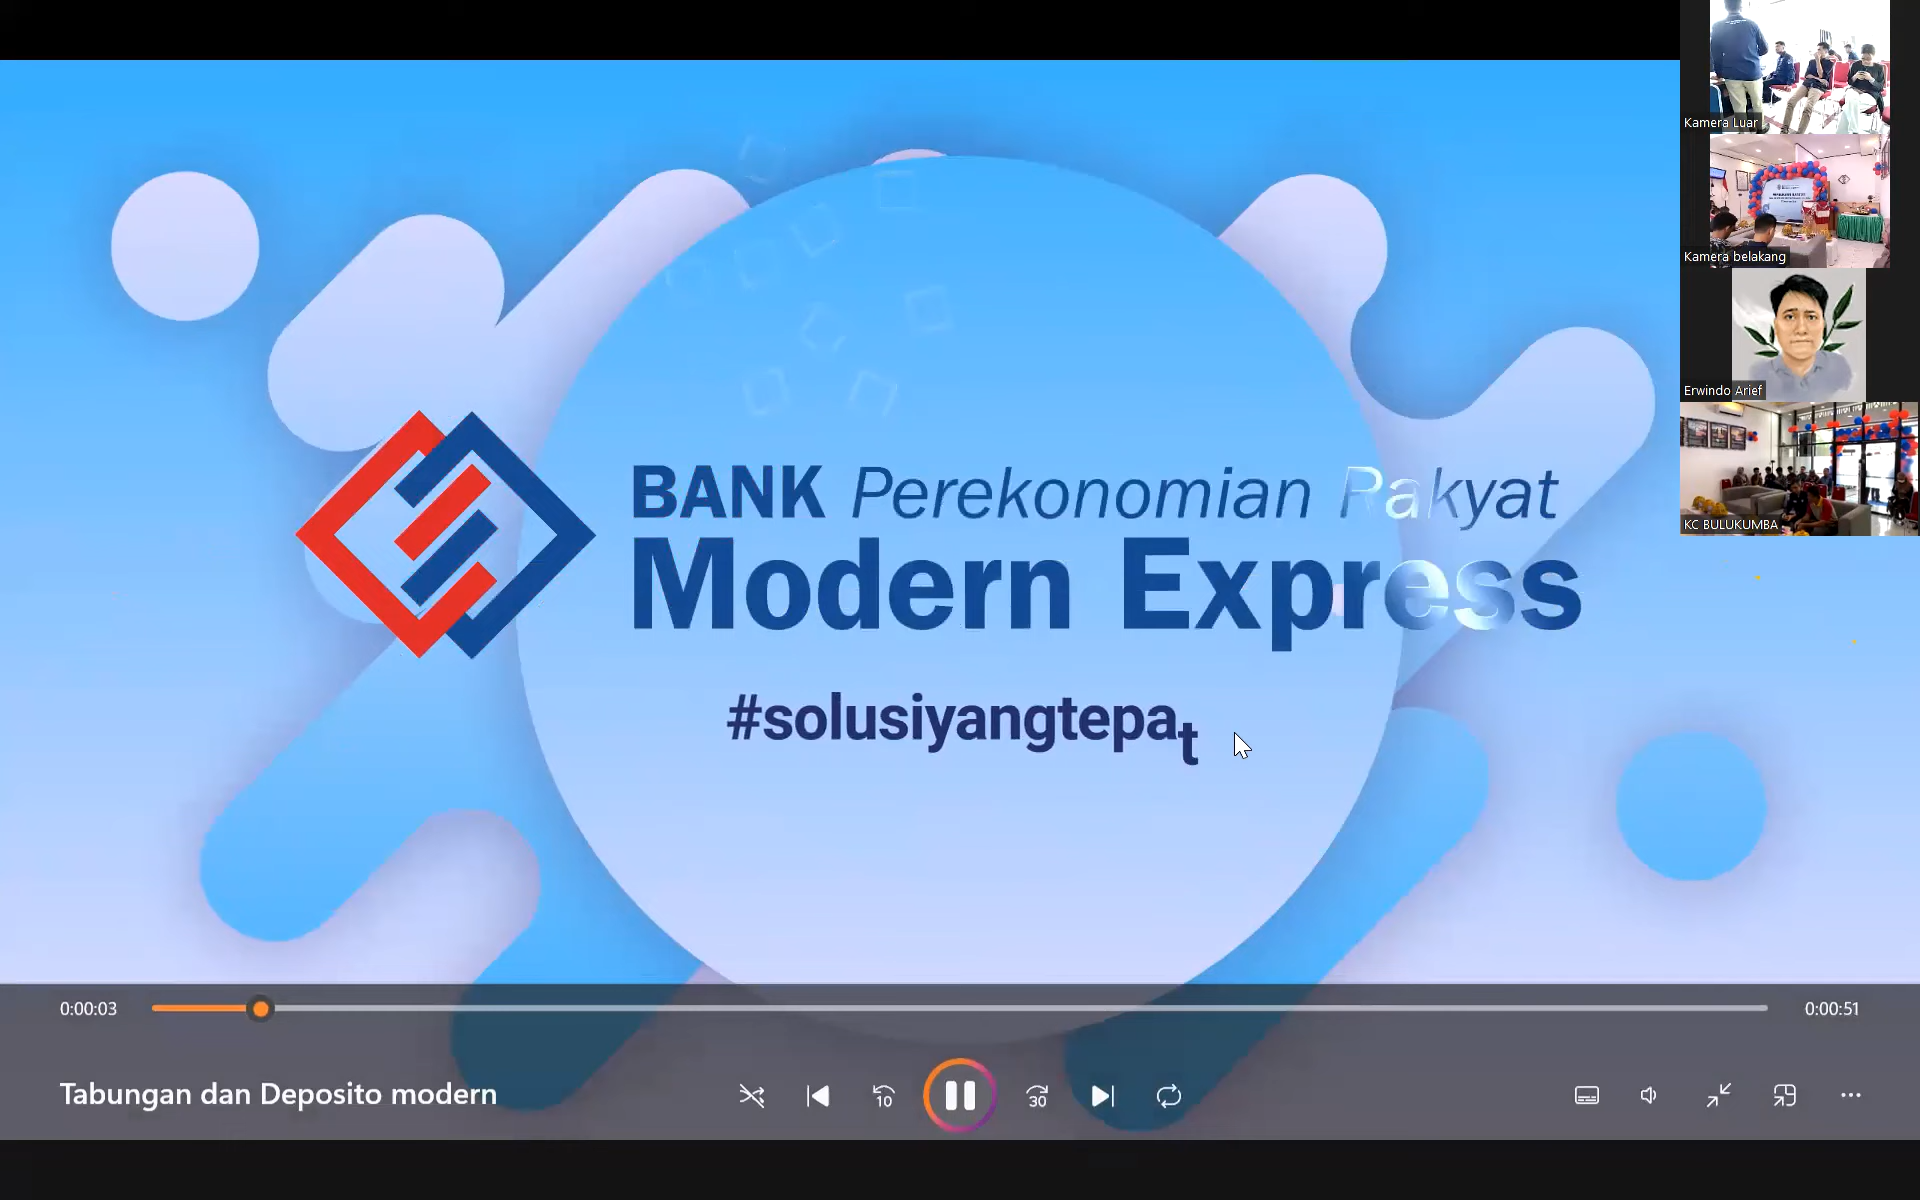 BANK Perekonomian Rakyat
Modern Express
#solusiyangtepat
Kamera Luar
Kamera belakang
Erwindo Arief
KC BULUKUMBA
0:00:03
0:00:51
Tabungan dan Deposito modern
10
30